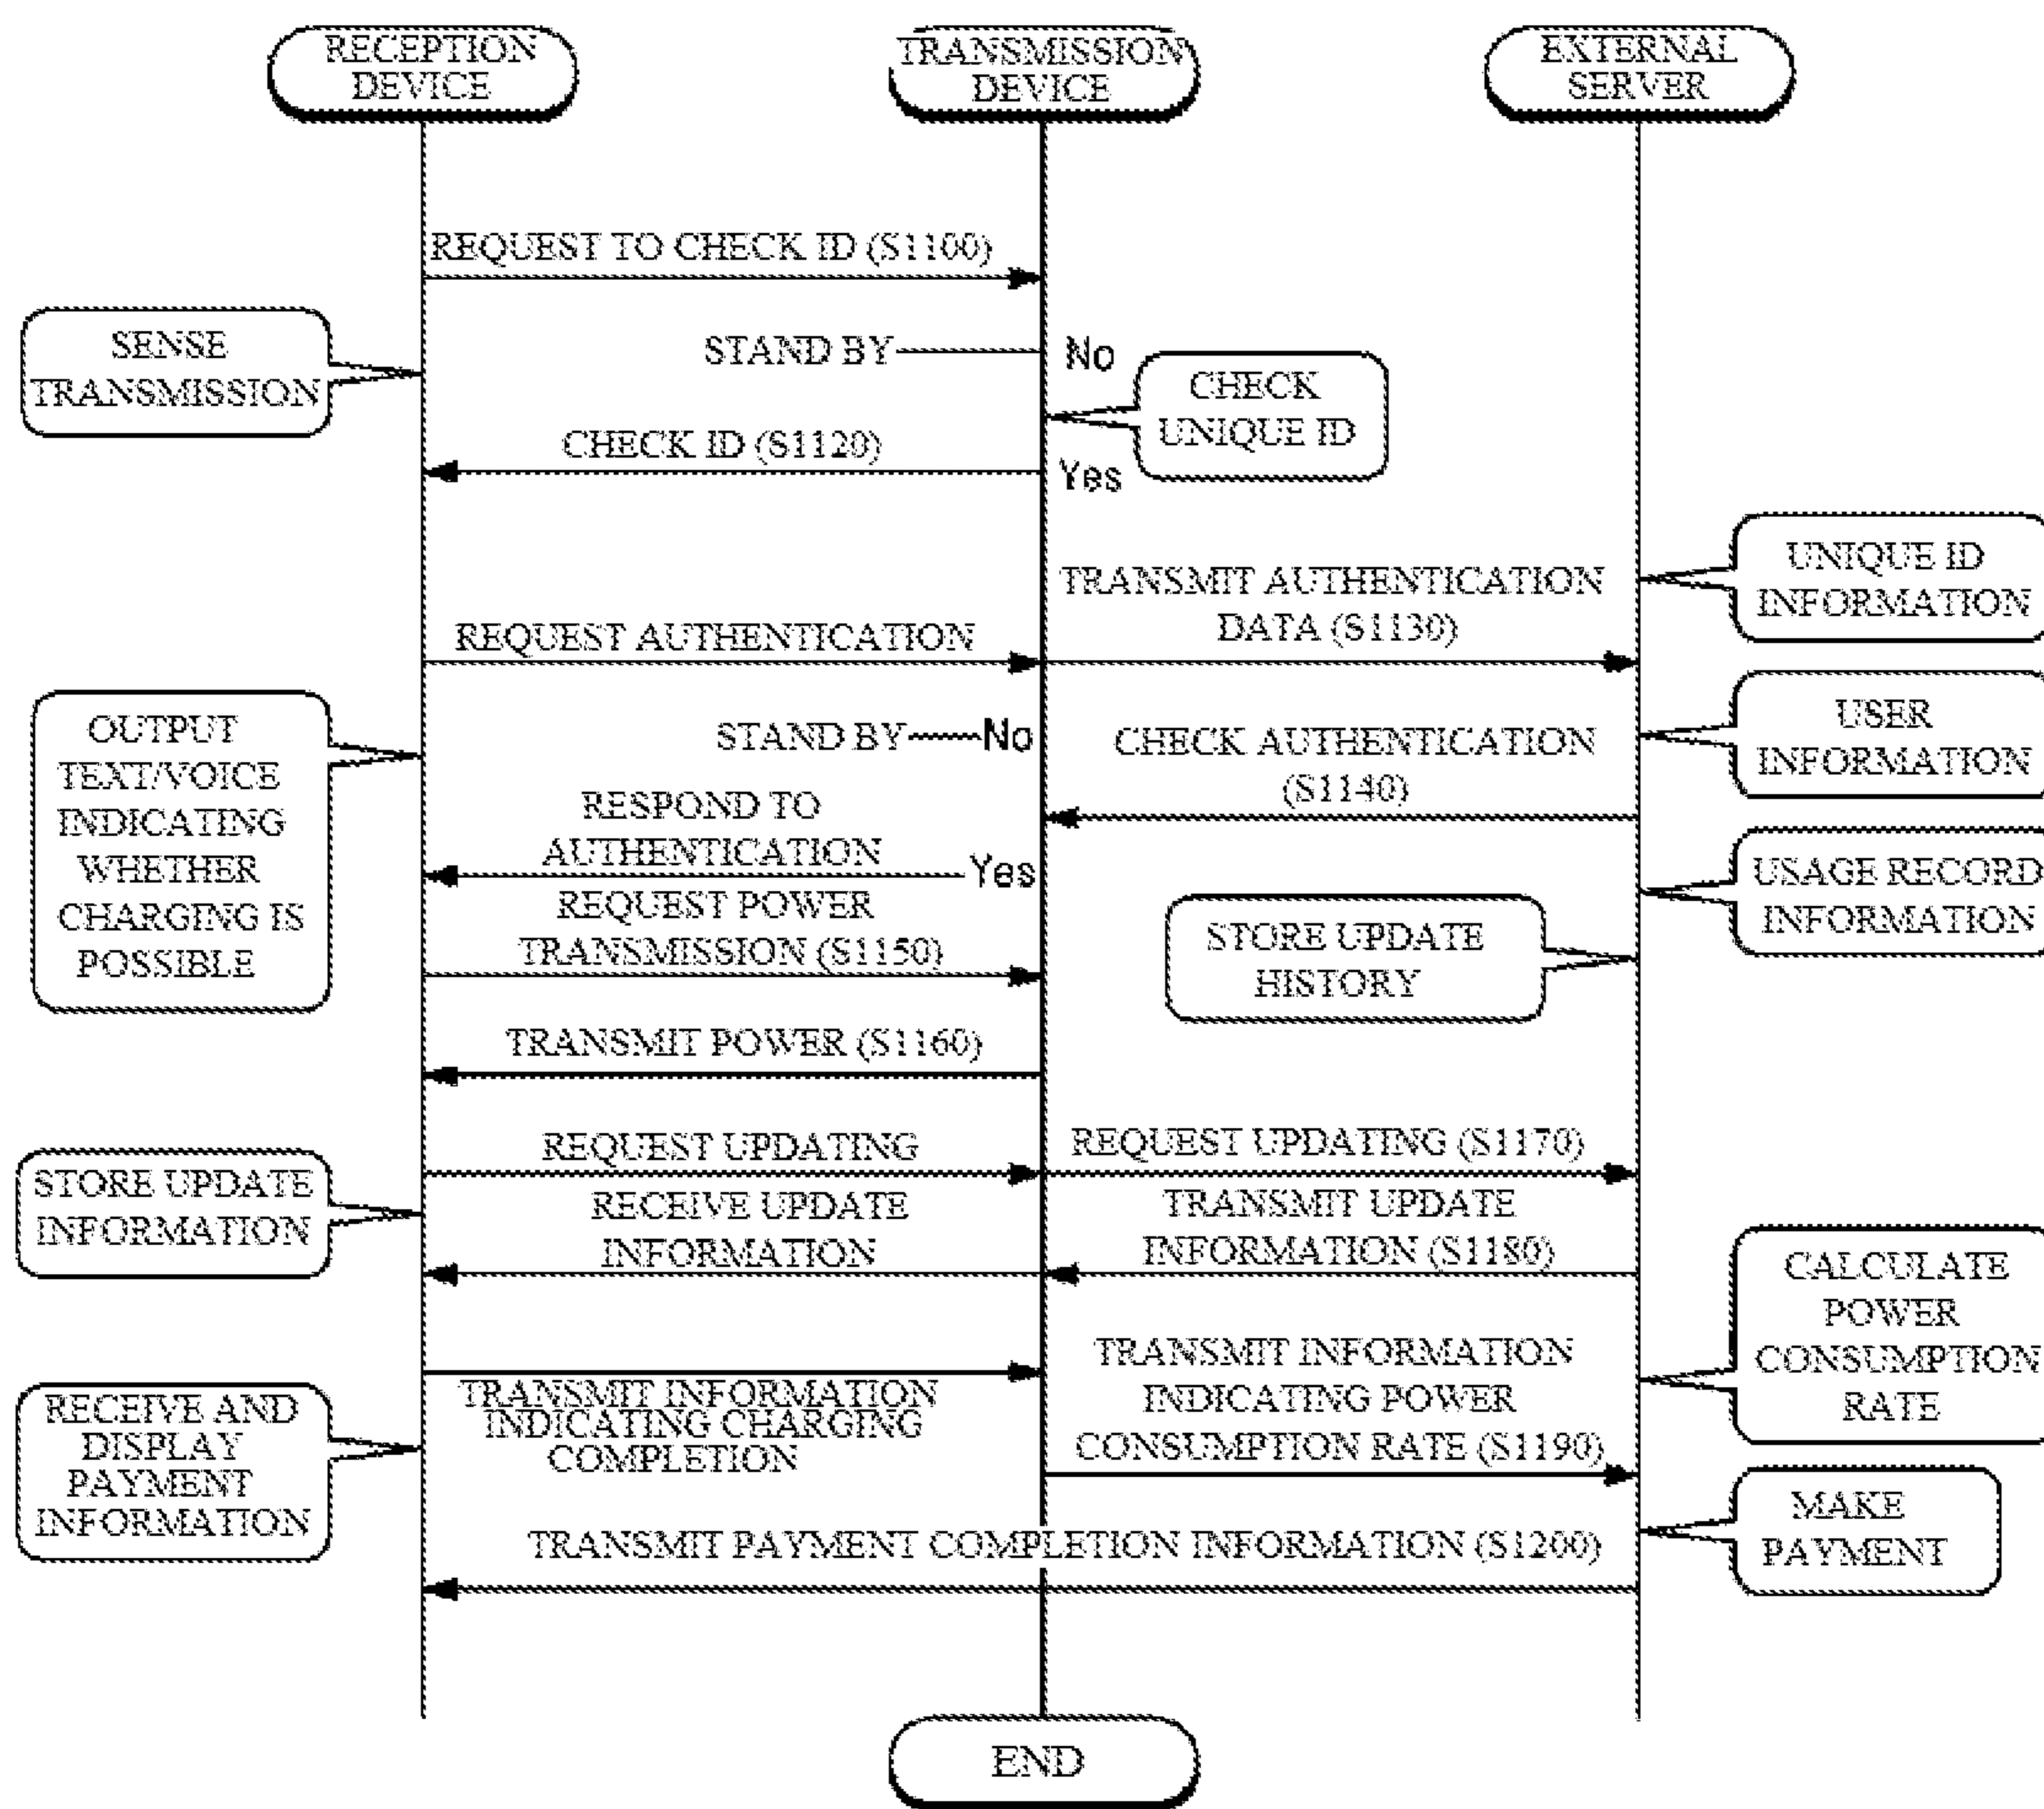 RECEPTION
DEVICE
TRANSMISSION
DEVICE
EXTERNAL
SERVER
REQUEST TO CHECK ID (S1100)
SENSE
TRANSMISSION
STAND BY
No
CHECK
UNIQUE ID
CHECK ID (S1120)
Yes
UNIQUE ID
INFORMATION
TRANSMIT AUTHENTICATION
DATA (S1130)
REQUEST AUTHENTICATION
OUTPUT
TEXT/VOICE
INDICATING
WHETHER
CHARGING IS
POSSIBLE
STAND BY
No
CHECK AUTHENTICATION
(S1140)
USER
INFORMATION
RESPOND TO
AUTHENTICATION
Yes
USAGE RECORD
INFORMATION
REQUEST POWER
TRANSMISSION (S1150)
STORE UPDATE
HISTORY
TRANSMIT POWER (S1160)
REQUEST UPDATING
REQUEST UPDATING (S1170)
STORE UPDATE
INFORMATION
RECEIVE UPDATE
INFORMATION
TRANSMIT UPDATE
INFORMATION (S1180)
CALCULATE
POWER
CONSUMPTION
RATE
TRANSMIT INFORMATION
INDICATING CHARGING
COMPLETION
TRANSMIT INFORMATION
INDICATING POWER
CONSUMPTION RATE (S1190)
RECEIVE AND
DISPLAY
PAYMENT
INFORMATION
MAKE
PAYMENT
TRANSMIT PAYMENT COMPLETION INFORMATION (S1200)
END